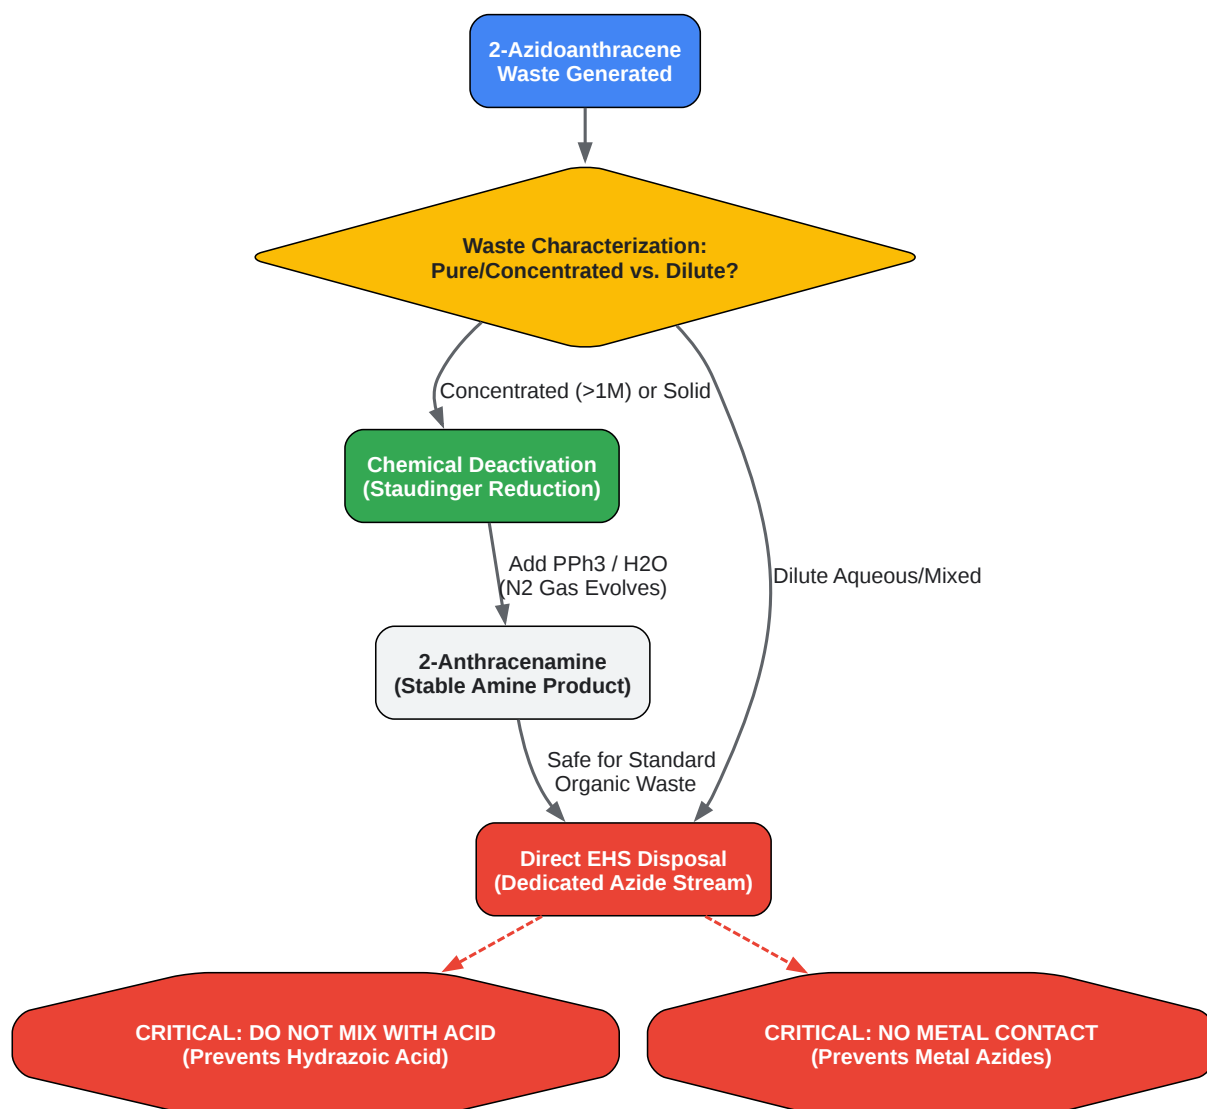 2-Azidoanthracene
Waste Generated
Waste Characterization:
Pure/Concentrated vs. Dilute?
Concentrated (>1M) or Solid
Chemical Deactivation
(Staudinger Reduction)
Add PPh3 / H2O
(N2 Gas Evolves)
Dilute Aqueous/Mixed
2-Anthracenamine
(Stable Amine Product)
Safe for Standard
Organic Waste
Direct EHS Disposal
(Dedicated Azide Stream)
CRITICAL: DO NOT MIX WITH ACID
(Prevents Hydrazoic Acid)
CRITICAL: NO METAL CONTACT
(Prevents Metal Azides)